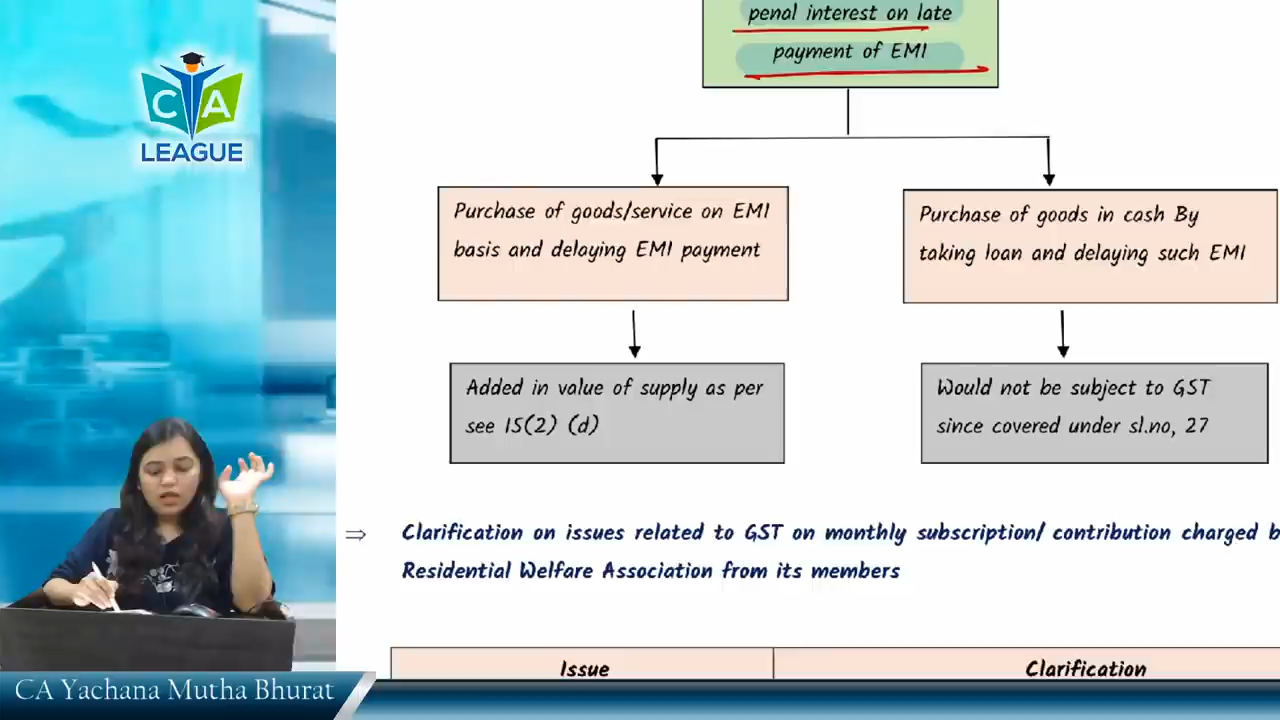 CA
LEAGUE
penal interest on late
payment of EMI
Purchase of goods/service on EMI
basis and delaying EMI payment
Purchase of goods in cash By
taking loan and delaying such EMI
Added in value of supply as per
see 15(2) (d)
Would not be subject to GST
since covered under sl.no, 27
⇒ Clarification on issues related to GST on monthly subscription/ contribution charged b
Residential Welfare Association from its members
Issue
Clarification
CA Yachana Mutha Bhurat